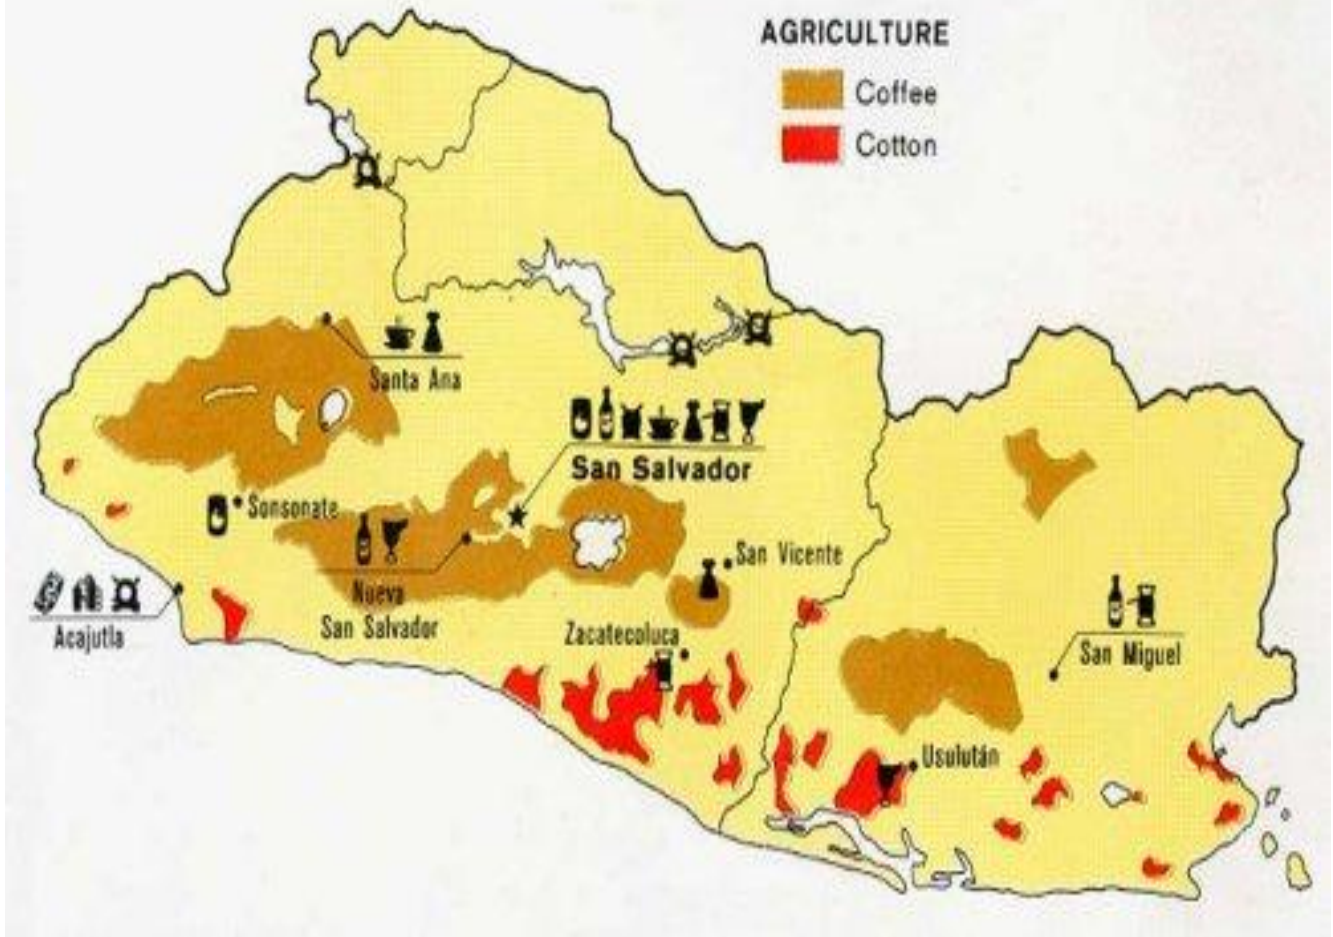 AGRICULTURE
Coffee
Cotton
Santa Ana
San Salvador
Sonsonate
San Vicente
Nueva
San Salvador
Acajutla
Zacatecoluca
San Miguel
Usulután